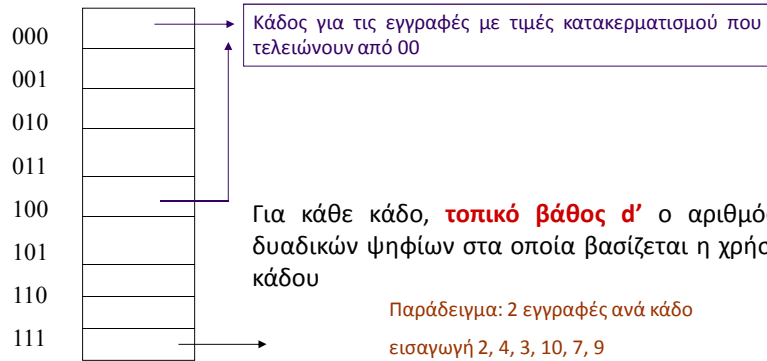 000
001
010
011
100
101
110
111
Κάδος για τις εγγραφές με τιμές κατακερματισμού που
τελειώνουν από 00
Για κάθε κάδο, τοπικό βάθος d’ ο αριθμός
δυαδικών ψηφίων στα οποία βασίζεται η
κάδου
Παράδειγμα: 2 εγγραφές ανά κάδο
εισαγωγή 2, 4, 3, 10, 7, 9